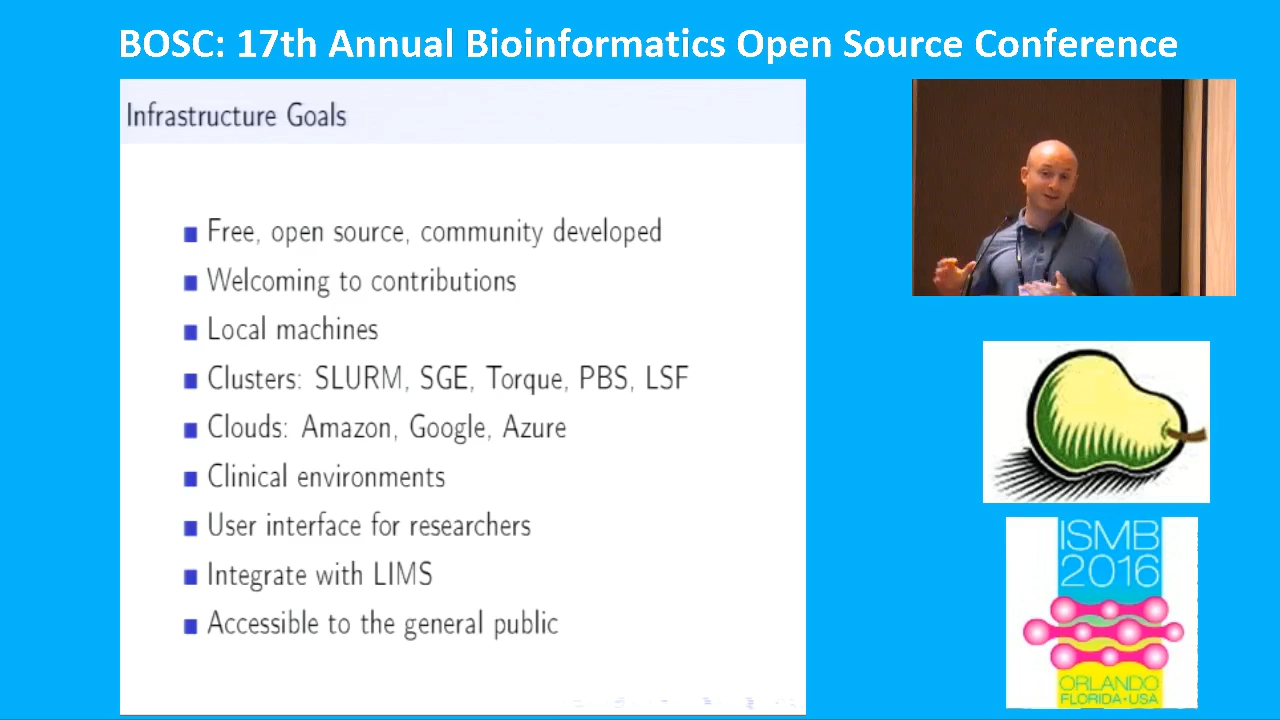 BOSC: 17th Annual Bioinformatics Open Source Conference
Infrastructure Goals
Free, open source, community developed
Welcoming to contributions
Local machines
Clusters: SLURM, SGE, Torque, PBS, LSF
Clouds: Amazon, Google, Azure
Clinical environments
User interface for researchers
Integrate with LIMS
Accessible to the general public
ISMB
2016
ORLANDO
FLORIDA·USA